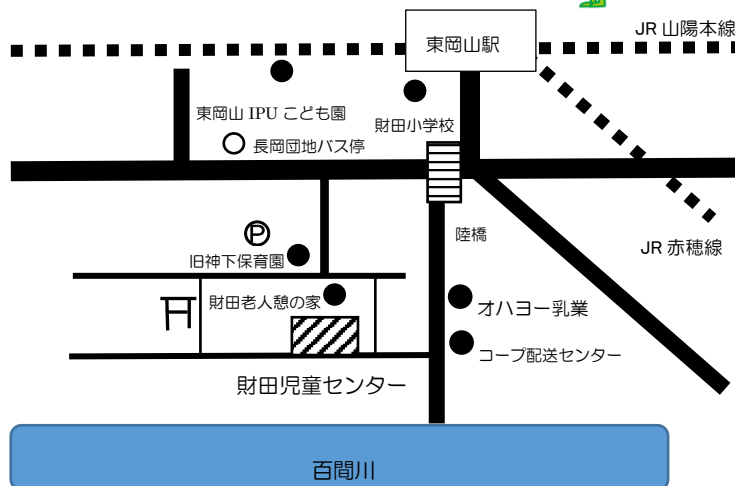 JR 山陽本線
東岡山駅
東岡山 IPU こども園
財田小学校
長岡団地バス停
陸橋
P
旧神下保育園
JR 赤穂線
財田老人憩の家
オハヨー乳業
コープ配送センター
財田児童センター
百間川